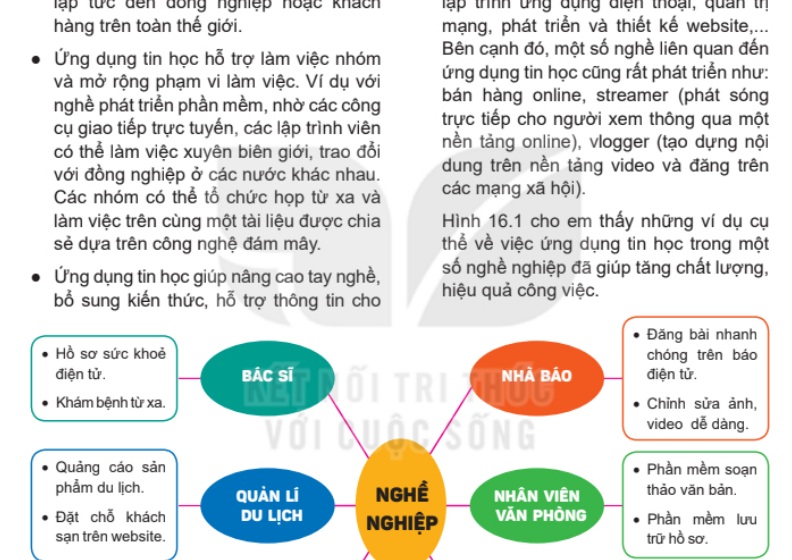 lập tức đến đồng nghiệp hoặc khách
hàng trên toàn thế giới.
● Ứng dụng tin học hỗ trợ làm việc nhóm
và mở rộng phạm vi làm việc. Ví dụ với
nghề phát triển phần mềm, nhờ các công
cụ giao tiếp trực tuyến, các lập trình viên
có thể làm việc xuyên biên giới, trao đổi
với đồng nghiệp ở các nước khác nhau.
Các nhóm có thể tổ chức họp từ xa và
làm việc trên cùng một tài liệu được chia
sẻ dựa trên công nghệ đám mây.
● Ứng dụng tin học giúp nâng cao tay nghề,
bổ sung kiến thức, hỗ trợ thông tin cho
lập trình ứng dụng điện thoại, quản trị
mạng, phát triển và thiết kế website,...
Bên cạnh đó, một số nghề liên quan đến
ứng dụng tin học cũng rất phát triển như:
bán hàng online, streamer (phát sóng
trực tiếp cho người xem thông qua một
nền tảng online), vlogger (tạo dựng nội
dung trên nền tảng video và đăng trên
các mạng xã hội).
Hình 16.1 cho em thấy những ví dụ cụ
thể về việc ứng dụng tin học trong một
số nghề nghiệp đã giúp tăng chất lượng,
hiệu quả công việc.
• Hồ sơ sức khoẻ
điện tử.
• Khám bệnh từ xa.
BÁC SĨ
NHÀ BÁO
• Đăng bài nhanh
chóng trên báo
điện tử.
• Chỉnh sửa ảnh,
video dễ dàng.
KẾT NỐI TRI THỨC
VỚI CUỘC SỐNG
• Quảng cáo sản
phẩm du lịch.
• Đặt chỗ khách
sạn trên website.
QUẢN LÍ
DU LỊCH
NGHỀ
NGHIỆP
NHÂN VIÊN
VĂN PHÒNG
• Phần mềm soạn
thảo văn bản.
• Phần mềm lưu
trữ hồ sơ.